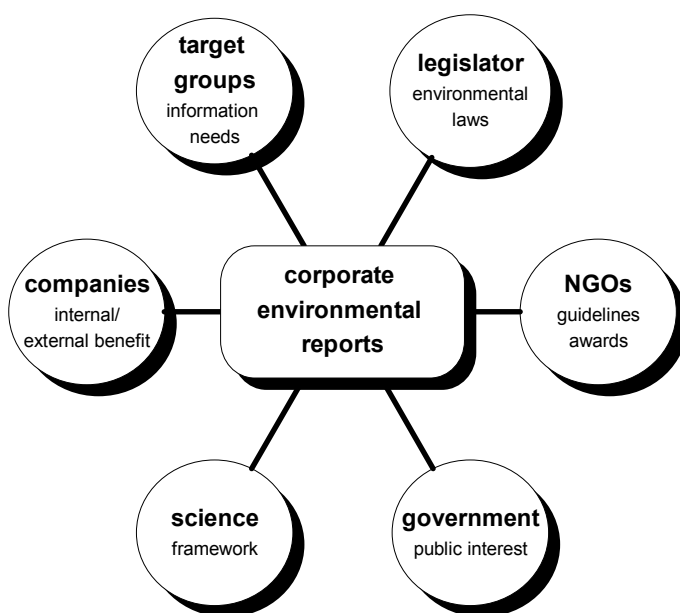 target
groups
information
needs
legislator
environmental
laws
companies
internal/
external benefit
corporate
environmental
reports
NGOs
guidelines
awards
science
framework
government
public interest